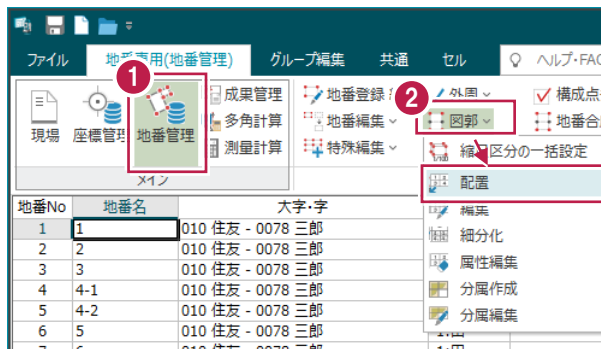 ファイル 地番専用(地番管理) グループ編集 共通 セル ヘルプ・FAQ
1
2
現場 座標管理 地番管理
成果管理 地番登録 外周 構成点
多角計算 地番編集 図郭 地番合
測量計算 特殊編集
メイン
区分の一括設定
配置
編集
細分化
属性編集
分属作成
分属編集
地番No 地番名 大字・字
1 1 010 住友 - 0078 三郎
2 2 010 住友 - 0078 三郎
3 3 010 住友 - 0078 三郎
4 4-1 010 住友 - 0078 三郎
5 4-2 010 住友 - 0078 三郎
6 5 010 住友 - 0078 三郎
7 6 010 住友 - 0078 三郎